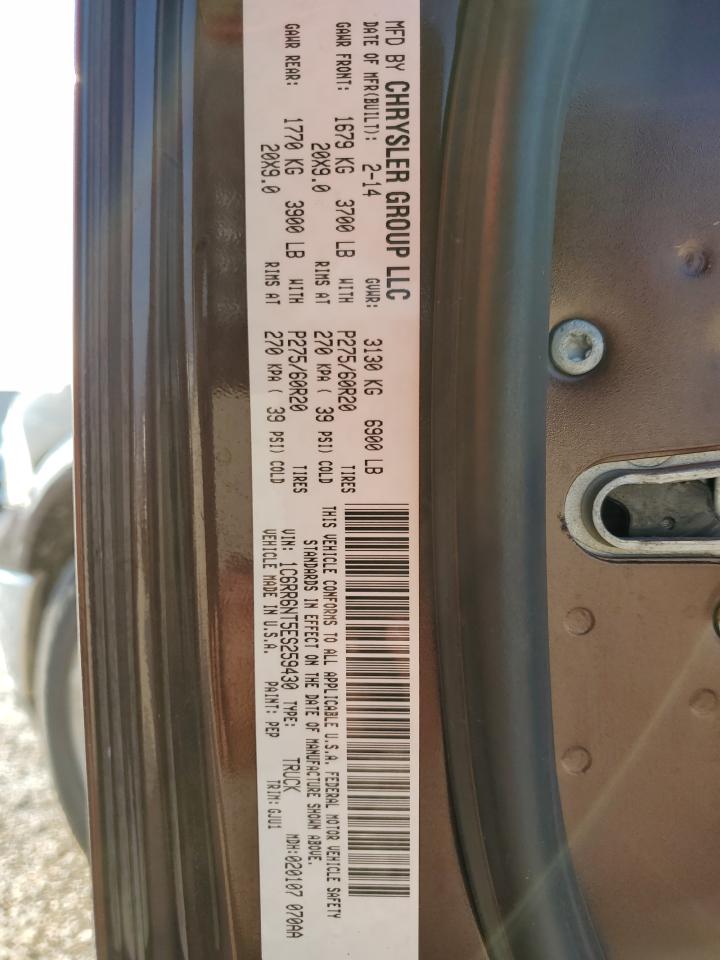 MFD BY CHRYSLER GROUP LLC
DATE OF MFR(BUILT): 2-14 GVWR: 3130 KG 6900 LB
GAWR FRONT: 1679 KG 3700 LB WITH P275/60R20 TIRES
20X9.0 RIMS AT 270 KPA ( 39 PSI) COLD
GAWR REAR: 1770 KG 3900 LB WITH P275/60R20 TIRES
20X9.0 RIMS AT 270 KPA ( 39 PSI) COLD
THIS VEHICLE CONFORMS TO ALL APPLICABLE U.S.A. FEDERAL MOTOR VEHICLE SAFETY
STANDARDS IN EFFECT ON THE DATE OF MANUFACTURE SHOWN ABOVE.
VIN: 1C6RR6NT5ES259430 TYPE: TRUCK MDH:020107 070AA
VEHICLE MADE IN U.S.A. PAINT: PEP TRIM: GJV1